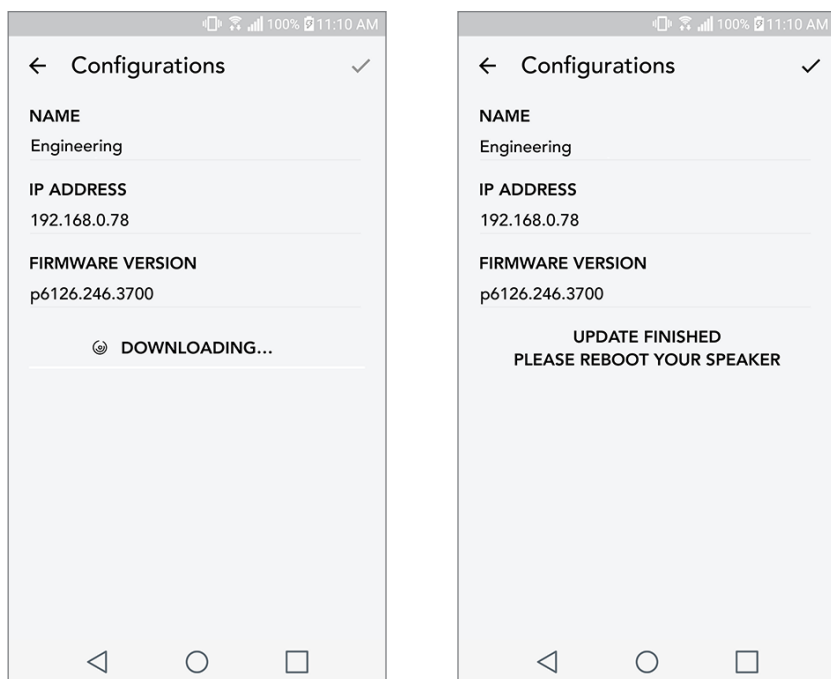 100% 11:10 AM
Configurations
NAME
Engineering
IP ADDRESS
192.168.0.78
FIRMWARE VERSION
p6126.246.3700
DOWNLOADING...
100% 11:10 AM
Configurations
NAME
Engineering
IP ADDRESS
192.168.0.78
FIRMWARE VERSION
p6126.246.3700
UPDATE FINISHED
PLEASE REBOOT YOUR SPEAKER